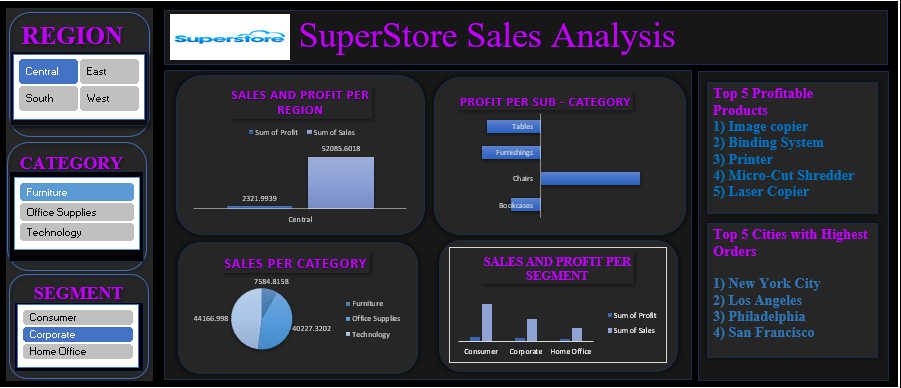 REGION
Central
East
South
West
CATEGORY
Furniture
Office Supplies
Technology
SEGMENT
Consumer
Corporate
Home Office
Superstore
SuperStore Sales Analysis
SALES AND PROFIT PER
REGION
Sum of Profit
Sum of Sales
52085.6018
2321.9939
Central
PROFIT PER SUB - CATEGORY
Tables
Furnishings
Chairs
Bookcases
SALES PER CATEGORY
7584.8158
44166.998
40227.3202
Furniture
Office Supplies
Technology
SALES AND PROFIT PER
SEGMENT
Sum of Profit
Sum of Sales
Consumer
Corporate
Home Office
Top 5 Profitable
Products
1) Image copier
2) Binding System
3) Printer
4) Micro-Cut Shredder
5) Laser Copier
Top 5 Cities with Highest
Orders
1) New York City
2) Los Angeles
3) Philadelphia
4) San Francisco